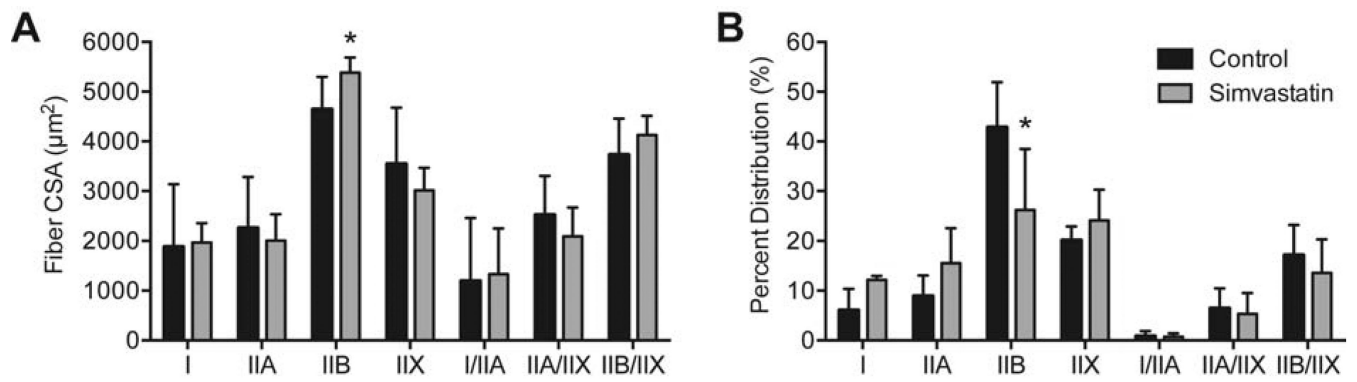 A
Fiber CSA (µm²)
6000
5000
4000
3000
2000
1000
0
*
I IIA IIB IIX I/IIA IIA/IIX IIB/IIX
B
Percent Distribution (%)
60
50
40
30
20
10
0
*
Control
Simvastatin
I IIA IIB IIX I/IIA IIA/IIX IIB/IIX